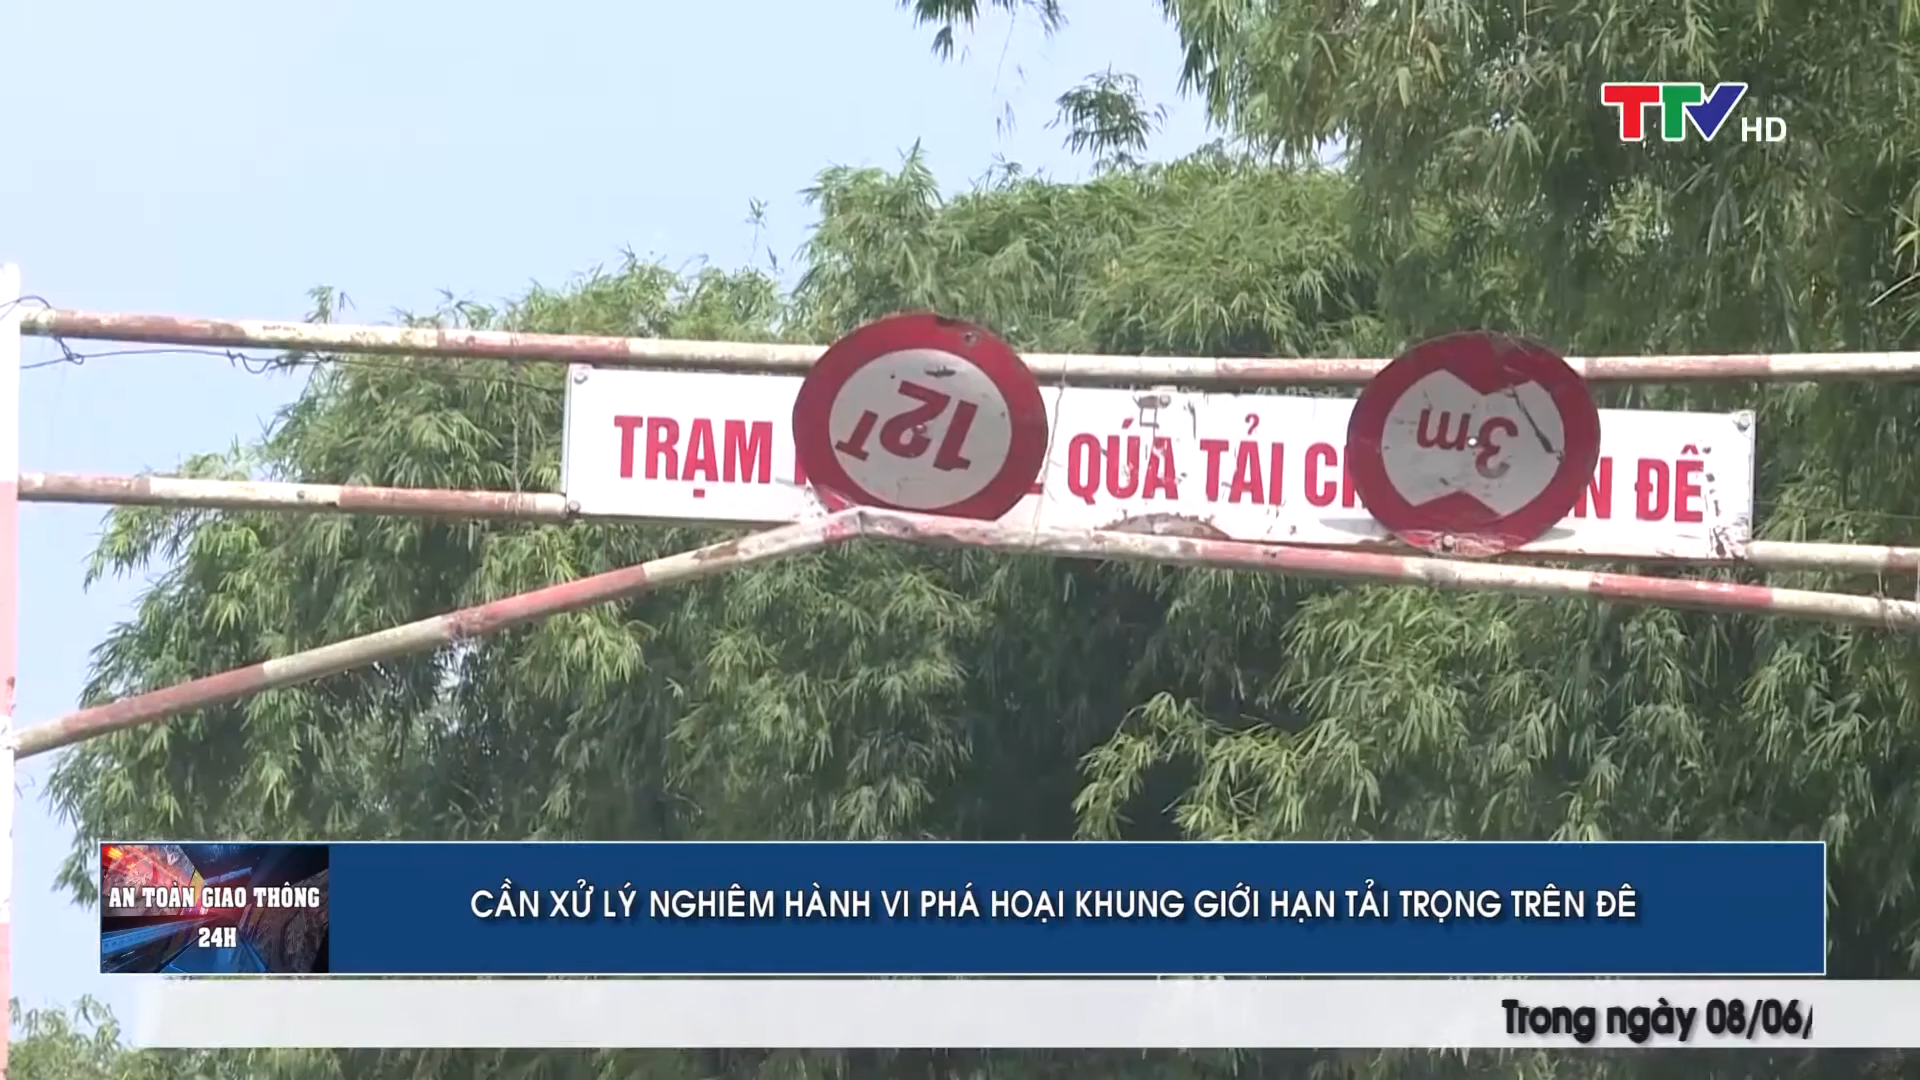 TTV HD
TRẠM QÚA TẢI ĐÊ
12T
3m
AN TOÀN GIAO THÔNG
24H
CẦN XỬ LÝ NGHIÊM HÀNH VI PHÁ HOẠI KHUNG GIỚI HẠN TẢI TRỌNG TRÊN ĐÊ
Trong ngày 08/06/